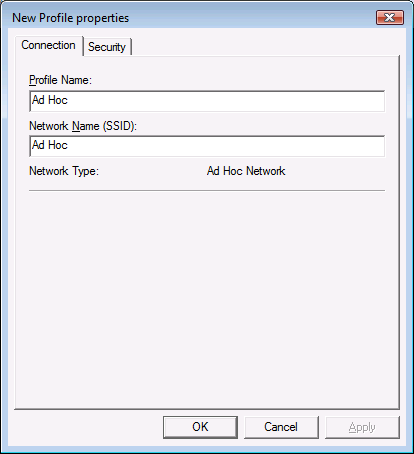 New Profile properties
Connection Security
Profile Name:
Ad Hoc
Network Name (SSID):
Ad Hoc
Network Type: Ad Hoc Network
OK Cancel Apply